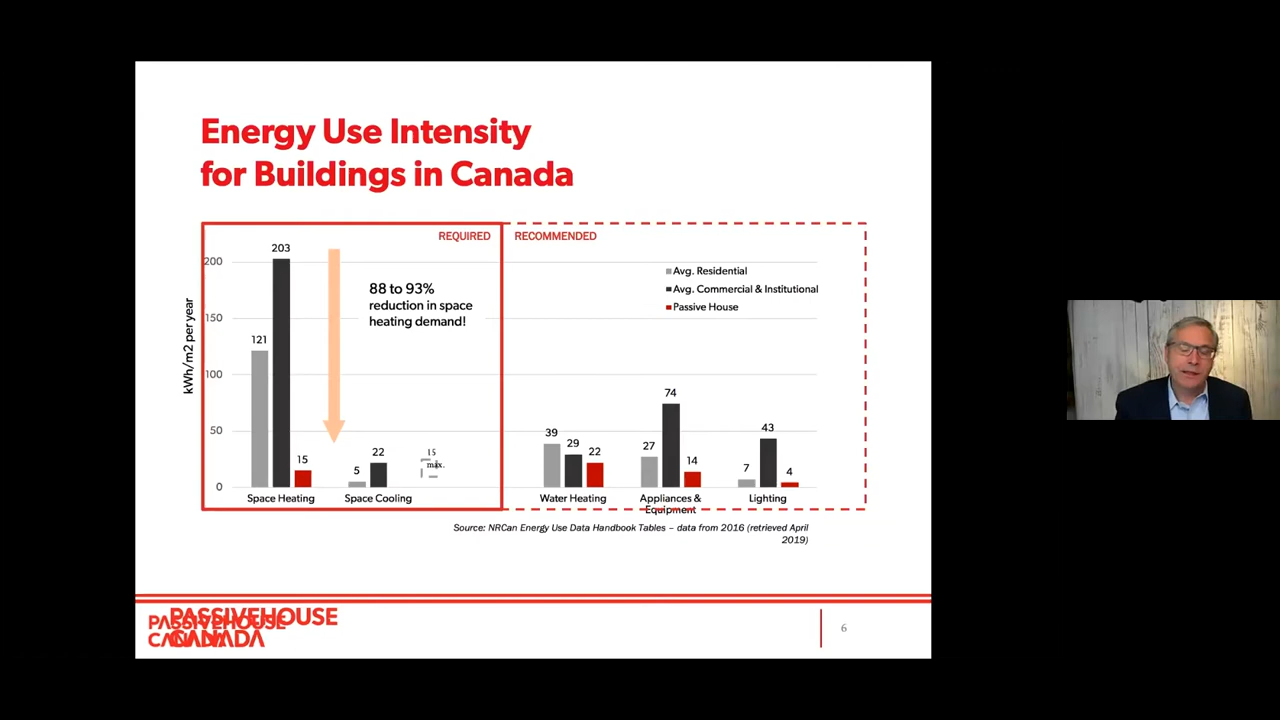 Energy Use Intensity
for Buildings in Canada
REQUIRED
RECOMMENDED
kWh/m2 per year
200
150
100
50
0
121
203
15
88 to 93%
reduction in space
heating demand!
5
22
15
max.
Avg. Residential
Avg. Commercial & Institutional
Passive House
39
29
22
27
74
14
7
43
4
Space Heating
Space Cooling
Water Heating
Appliances &
Equipment
Lighting
Source: NRCan Energy Use Data Handbook Tables – data from 2016 (retrieved April
2019)
PASSIVEHOUSE
CANADA
PASSIVEHOUSE
CANADA
6